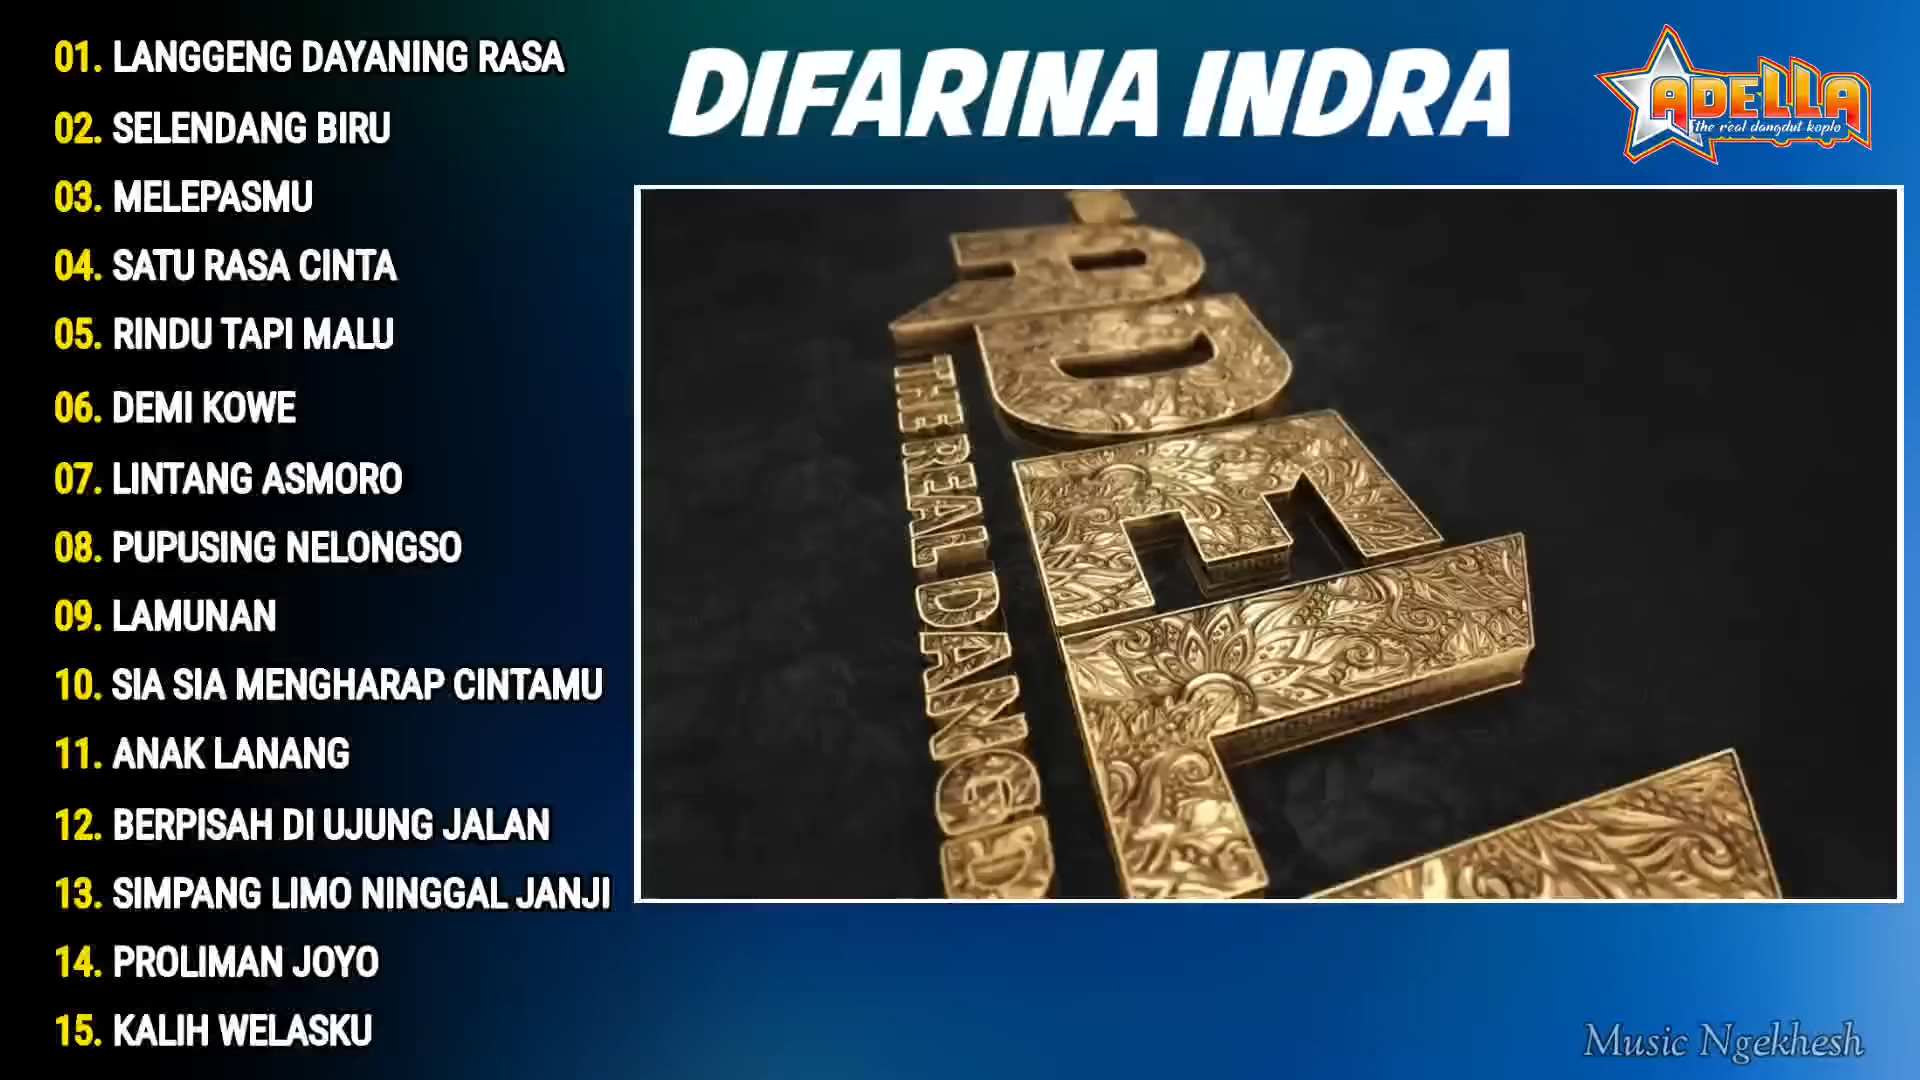 01. LANGGENG DAYANING RASA
02. SELENDANG BIRU
03. MELEPASMU
04. SATU RASA CINTA
05. RINDU TAPI MALU
06. DEMI KOWE
07. LINTANG ASMORO
08. PUPUSING NELONGSO
09. LAMUNAN
10. SIA SIA MENGHARAP CINTAMU
11. ANAK LANANG
12. BERPISAH DI UJUNG JALAN
13. SIMPANG LIMO NINGGAL JANJI
14. PROLIMAN JOYO
15. KALIH WELASKU
DIFARINA INDRA
ADELLA
the real dangdut koplo
ADEL
THE REAL DANGD
Music Ngekhesh